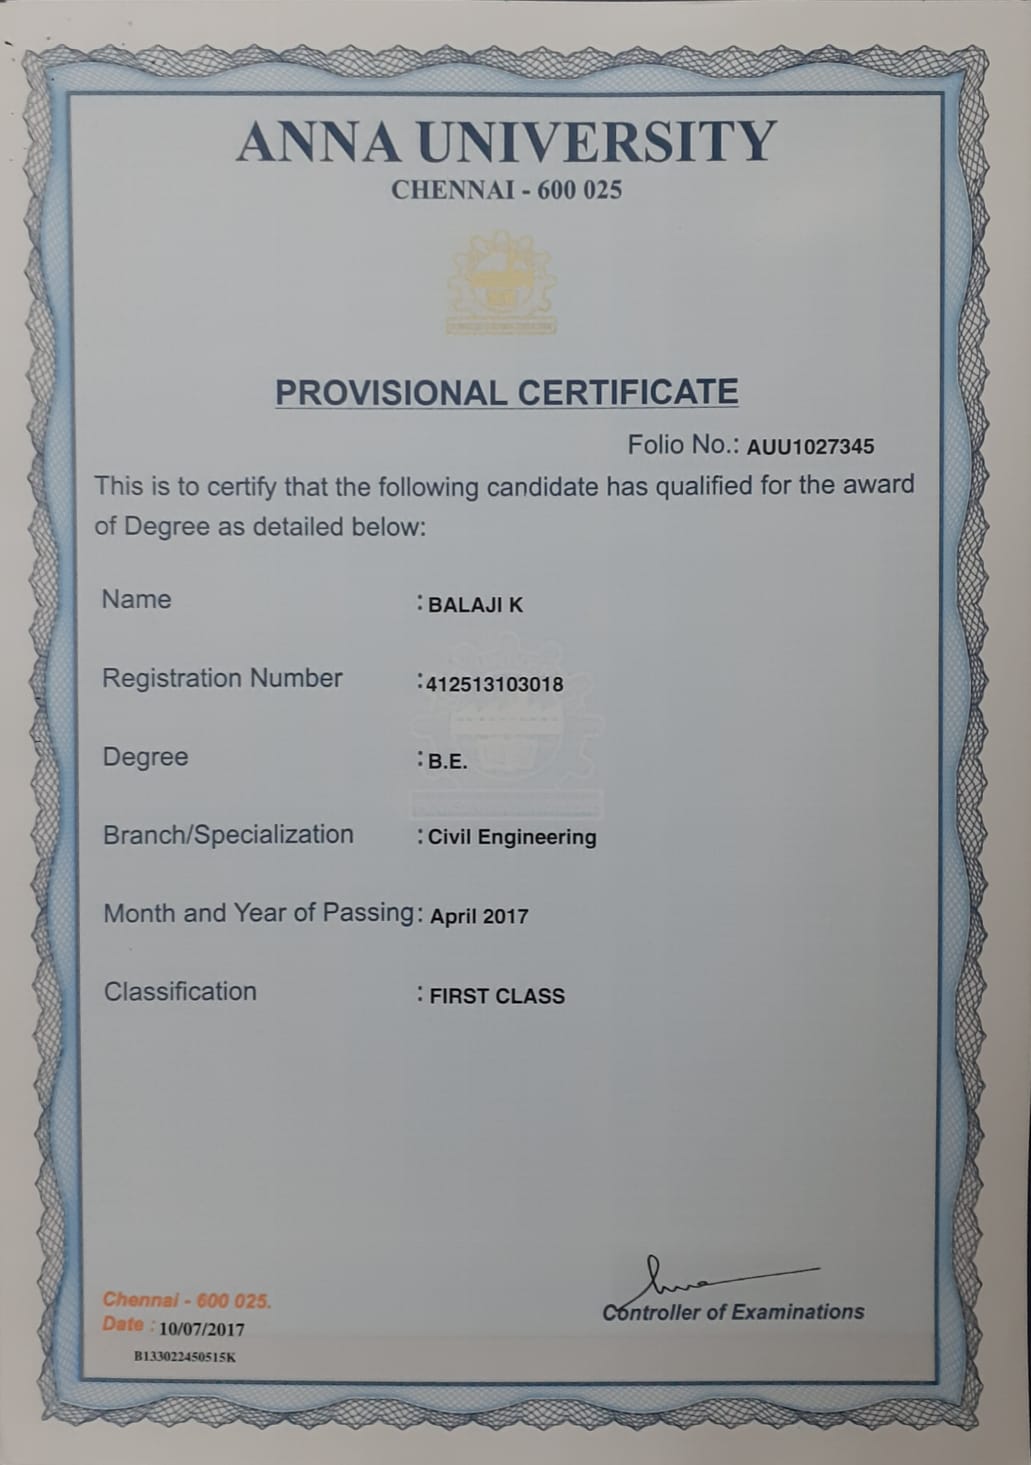 ANNA UNIVERSITY
CHENNAI - 600 025
PROVISIONAL CERTIFICATE
Folio No.: AUU1027345
This is to certify that the following candidate has qualified for the award
of Degree as detailed below:
Name : BALAJI K
Registration Number : 412513103018
Degree : B.E.
Branch/Specialization : Civil Engineering
Month and Year of Passing : April 2017
Classification : FIRST CLASS
Chennai - 600 025.
Date : 10/07/2017
B133022450515K
Controller of Examinations